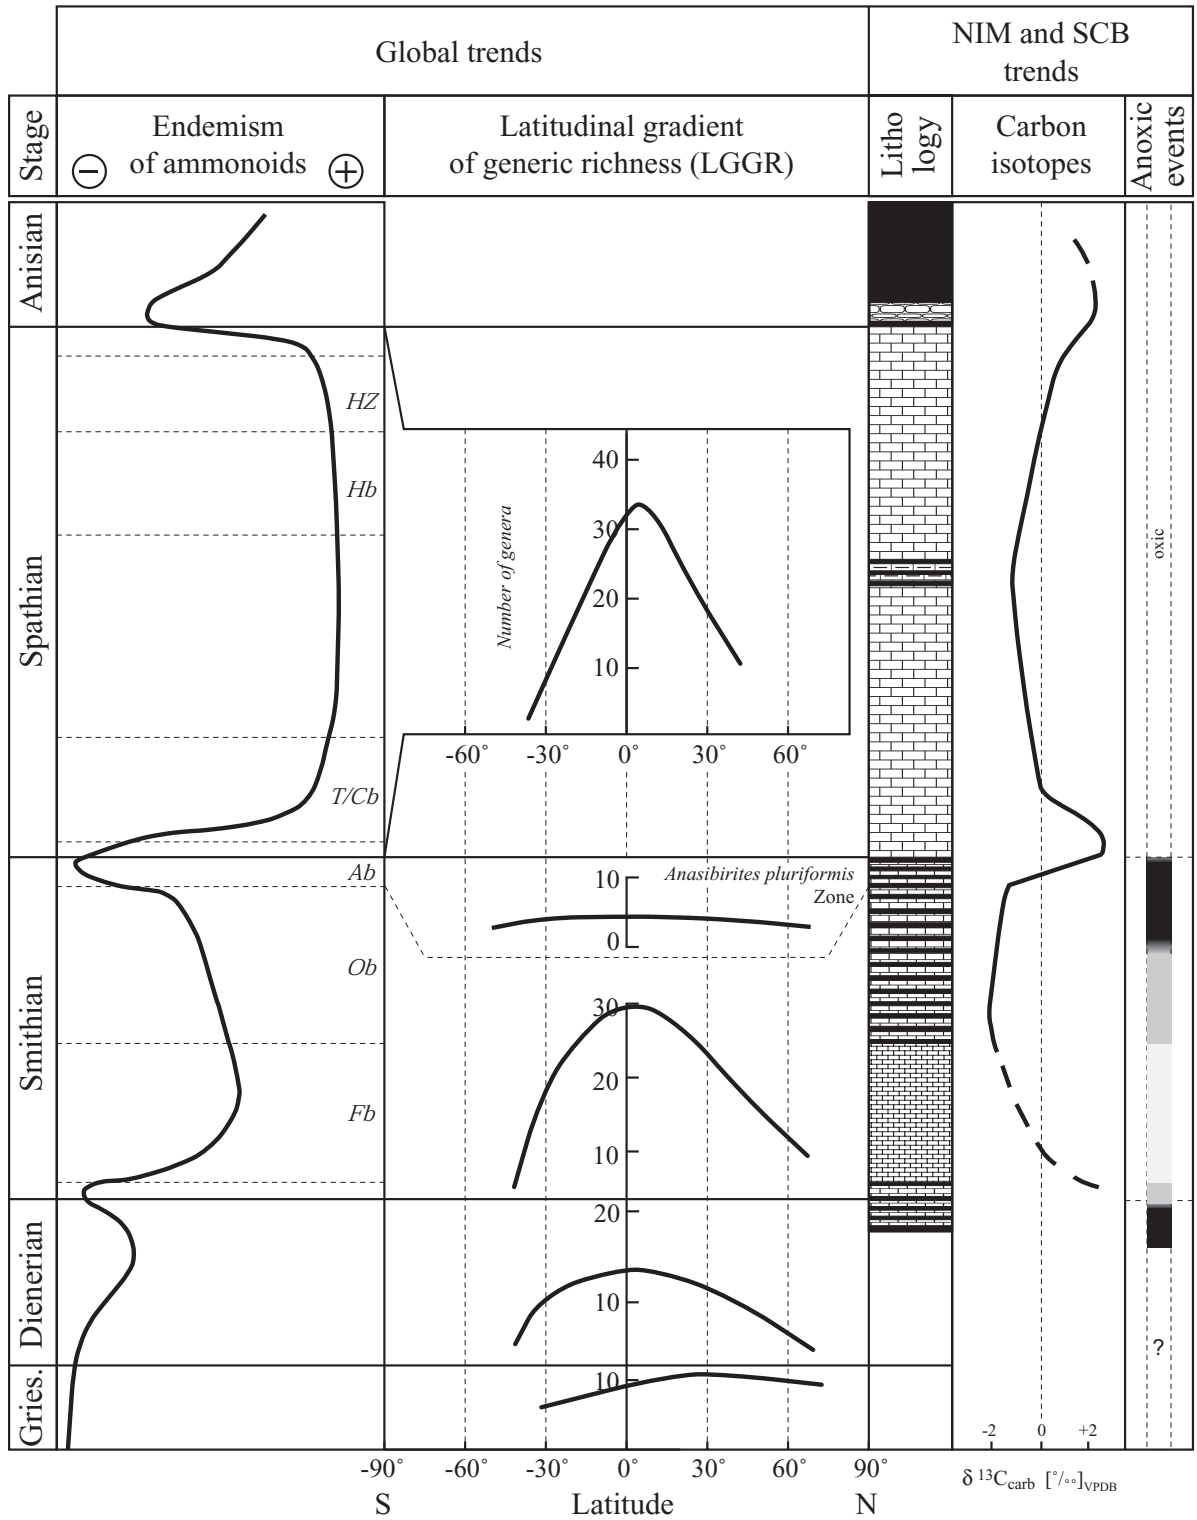 Global trends
NIM and SCB
trends
Stage
Endemism
of ammonoids
−
+
Latitudinal gradient
of generic richness (LGGR)
Litho
logy
Carbon
isotopes
Anoxic
events
Anisian
Spathian
Smithian
Dienerian
Gries.
HZ
Hb
T/Cb
Ab
Ob
Fb
Number of genera
40
30
20
10
-60° -30° 0° 30° 60°
10
Anasibirites pluriformis
Zone
0
30
20
10
20
10
10
oxic
?
-2 0 +2
-90° -60° -30° 0° 30° 60° 90°
S Latitude N
δ ¹³Ccarb [°/∘∘]VPDB